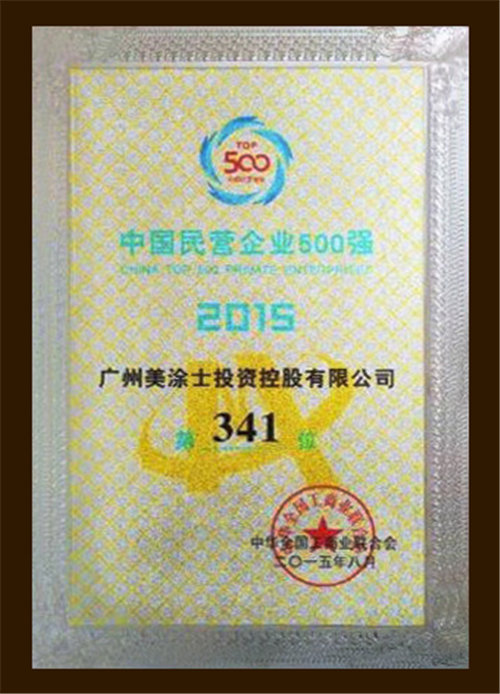 TOP
500
中国民营企业500强
CHINA TOP 500 PRIVATE ENTERPRISES
2015
广州美涂士投资控股有限公司
第 341 位
中华全国工商业联合会
二〇一五年八月